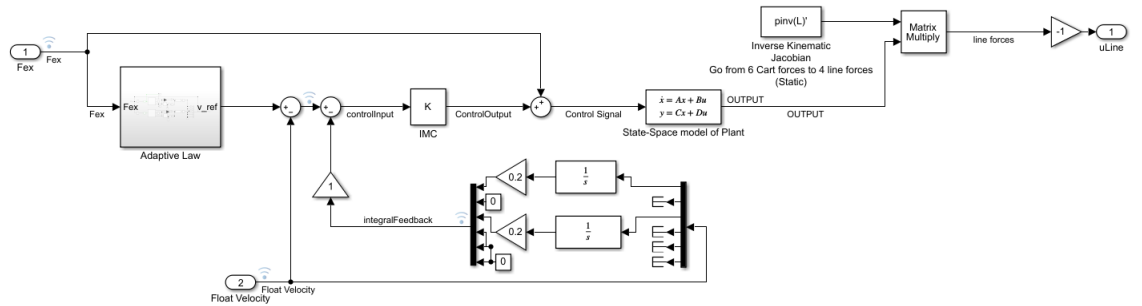 1
Fex
Fex
Fex
Fex
v_ref
Adaptive Law
controlInput
K
IMC
ControlOutput
Control Signal
ẋ = Ax + Bu
y = Cx + Du
State-Space model of Plant
OUTPUT
OUTPUT
pinv(L)'
Inverse Kinematic
Jacobian
Go from 6 Cart forces to 4 line forces
(Static)
Matrix
Multiply
line forces
-1
1
uLine
1
integralFeedback
0.2
1
s
0
0.2
1
s
0
2
Float Velocity
Float Velocity